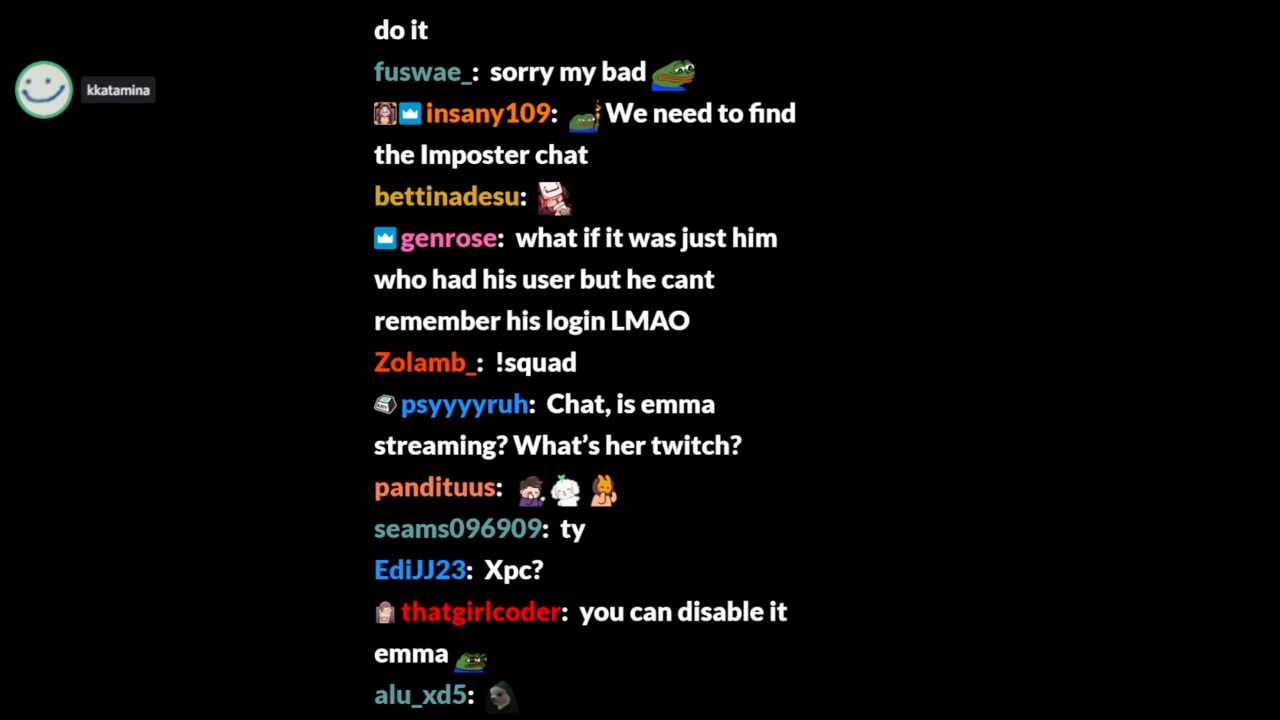 do it
kkatamina
fuswae_: sorry my bad
insany109: We need to find
the Imposter chat
bettinadesu:
genrose: what if it was just him
who had his user but he cant
remember his login LMAO
Zolamb_: !squad
psyyyyruh: Chat, is emma
streaming? What's her twitch?
pandituus:
seams096909: ty
EdiJJ23: Xpc?
thatgirlcoder: you can disable it
emma
alu_xd5: